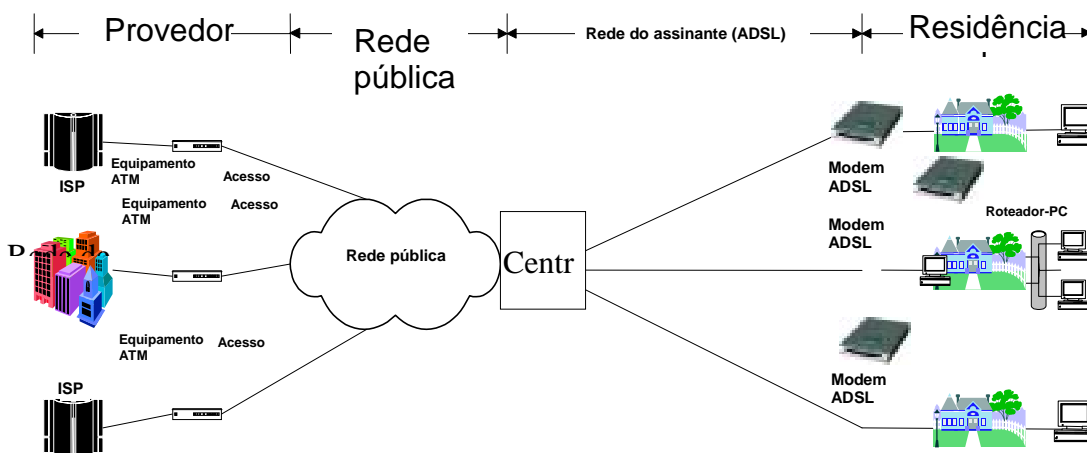 Provedor
Rede
pública
Rede do assinante (ADSL)
Residência
ISP
Equipamento
ATM
Acesso
Equipamento
ATM
Acesso
Rede pública
Centr
Equipamento
ATM
Acesso
ISP
Modem
ADSL
Modem
ADSL
Roteador-PC
Modem
ADSL